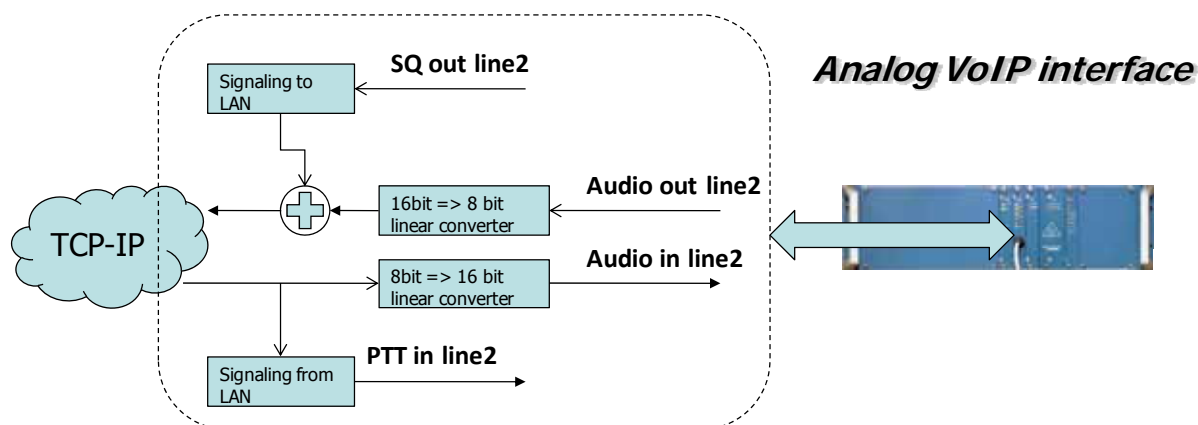 SQ out line2
Analog VoIP interface
Signaling to
LAN
Audio out line2
16bit => 8 bit
linear converter
TCP-IP
Audio in line2
8bit => 16 bit
linear converter
PTT in line2
Signaling from
LAN